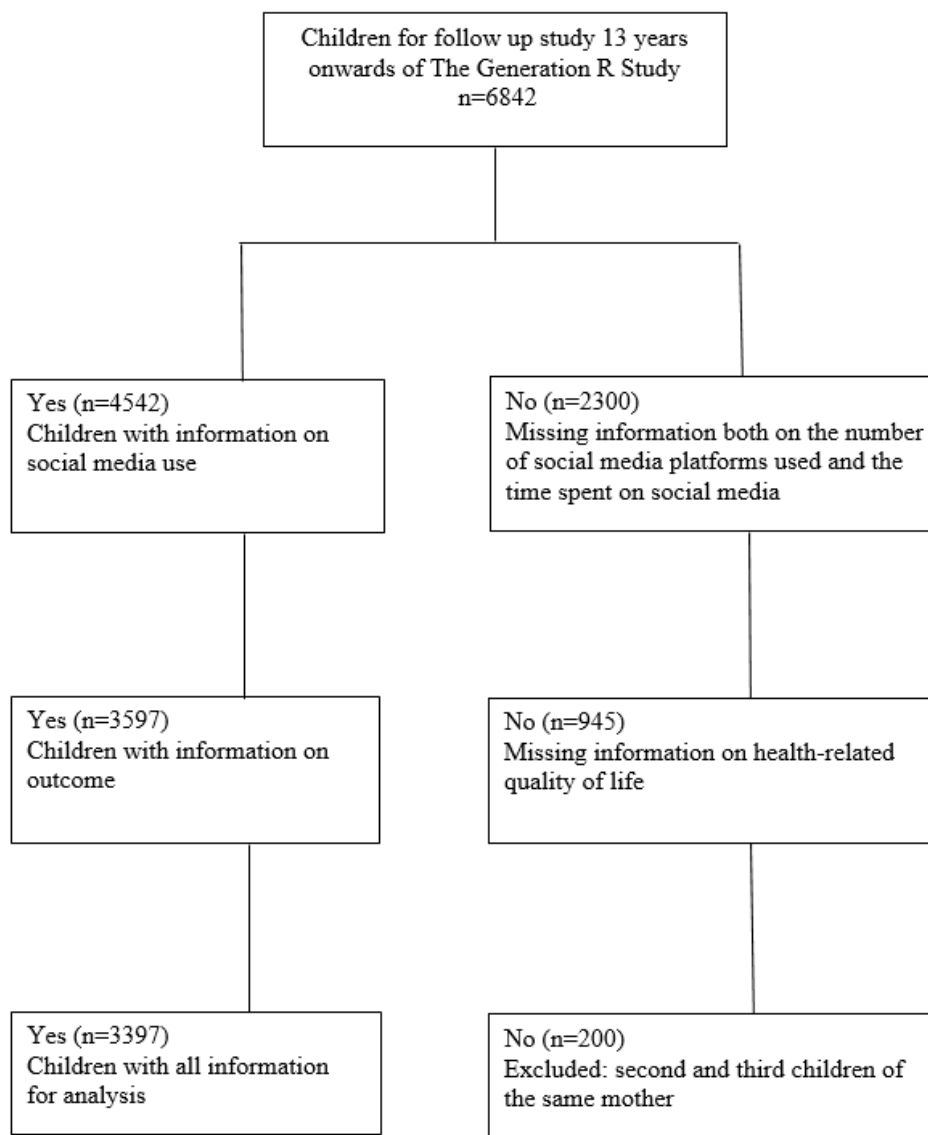 Children for follow up study 13 years
onwards of The Generation R Study
n=6842
Yes (n=4542)
Children with information on
social media use
No (n=2300)
Missing information both on the number
of social media platforms used and the
time spent on social media
Yes (n=3597)
Children with information on
outcome
No (n=945)
Missing information on health-related
quality of life
Yes (n=3397)
Children with all information
for analysis
No (n=200)
Excluded: second and third children of
the same mother